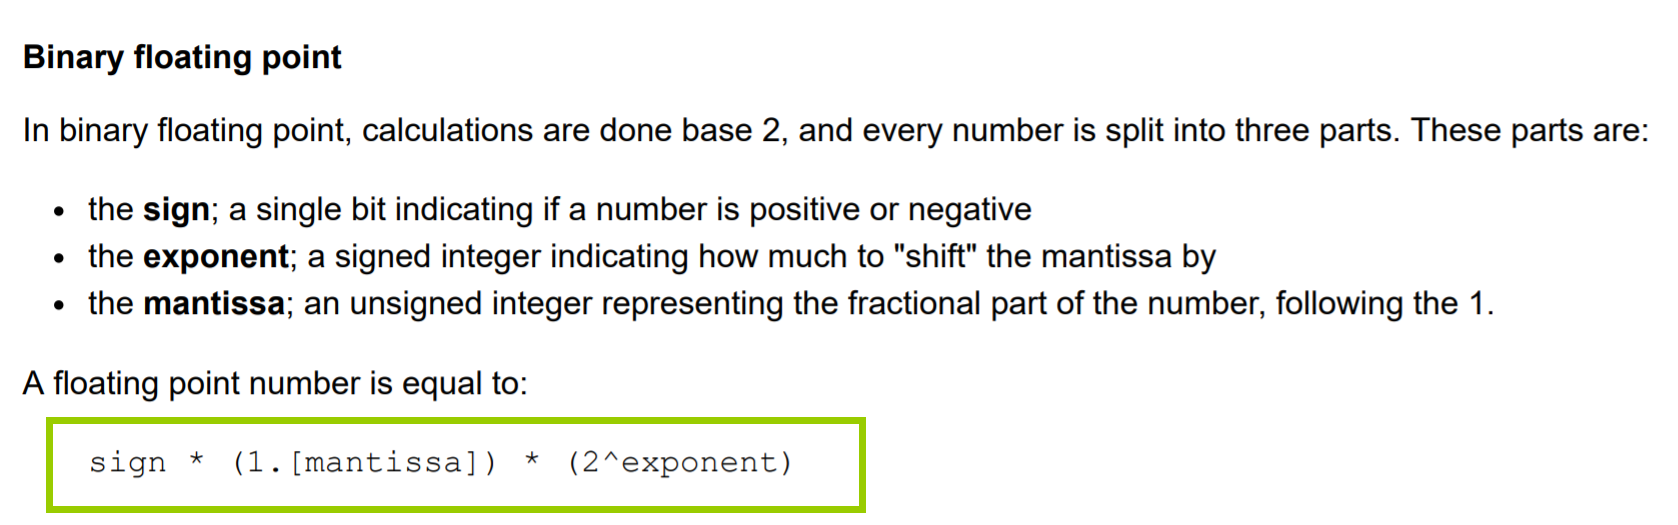 Binary floating point
In binary floating point, calculations are done base 2, and every number is split into three parts. These parts are:
• the sign; a single bit indicating if a number is positive or negative
• the exponent; a signed integer indicating how much to "shift" the mantissa by
• the mantissa; an unsigned integer representing the fractional part of the number, following the 1.
A floating point number is equal to:
sign * (1.[mantissa]) * (2^exponent)